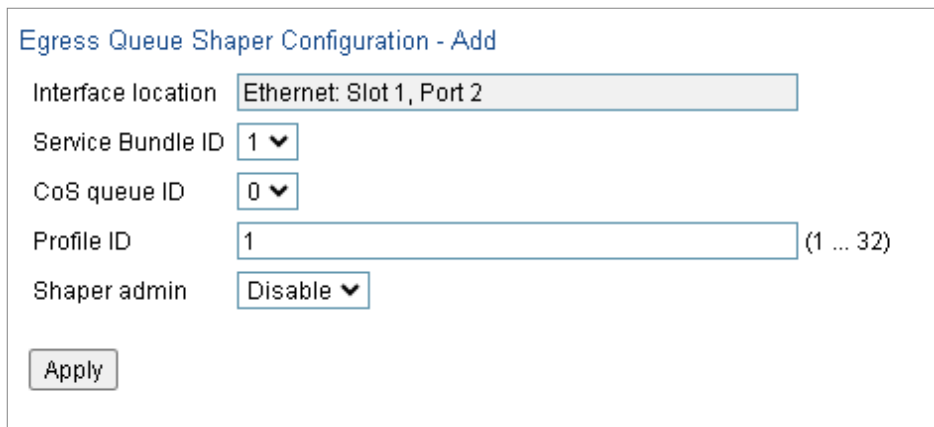 Egress Queue Shaper Configuration - Add
Interface location Ethernet: Slot 1, Port 2
Service Bundle ID 1
CoS queue ID 0
Profile ID 1 (1 ... 32)
Shaper admin Disable
Apply